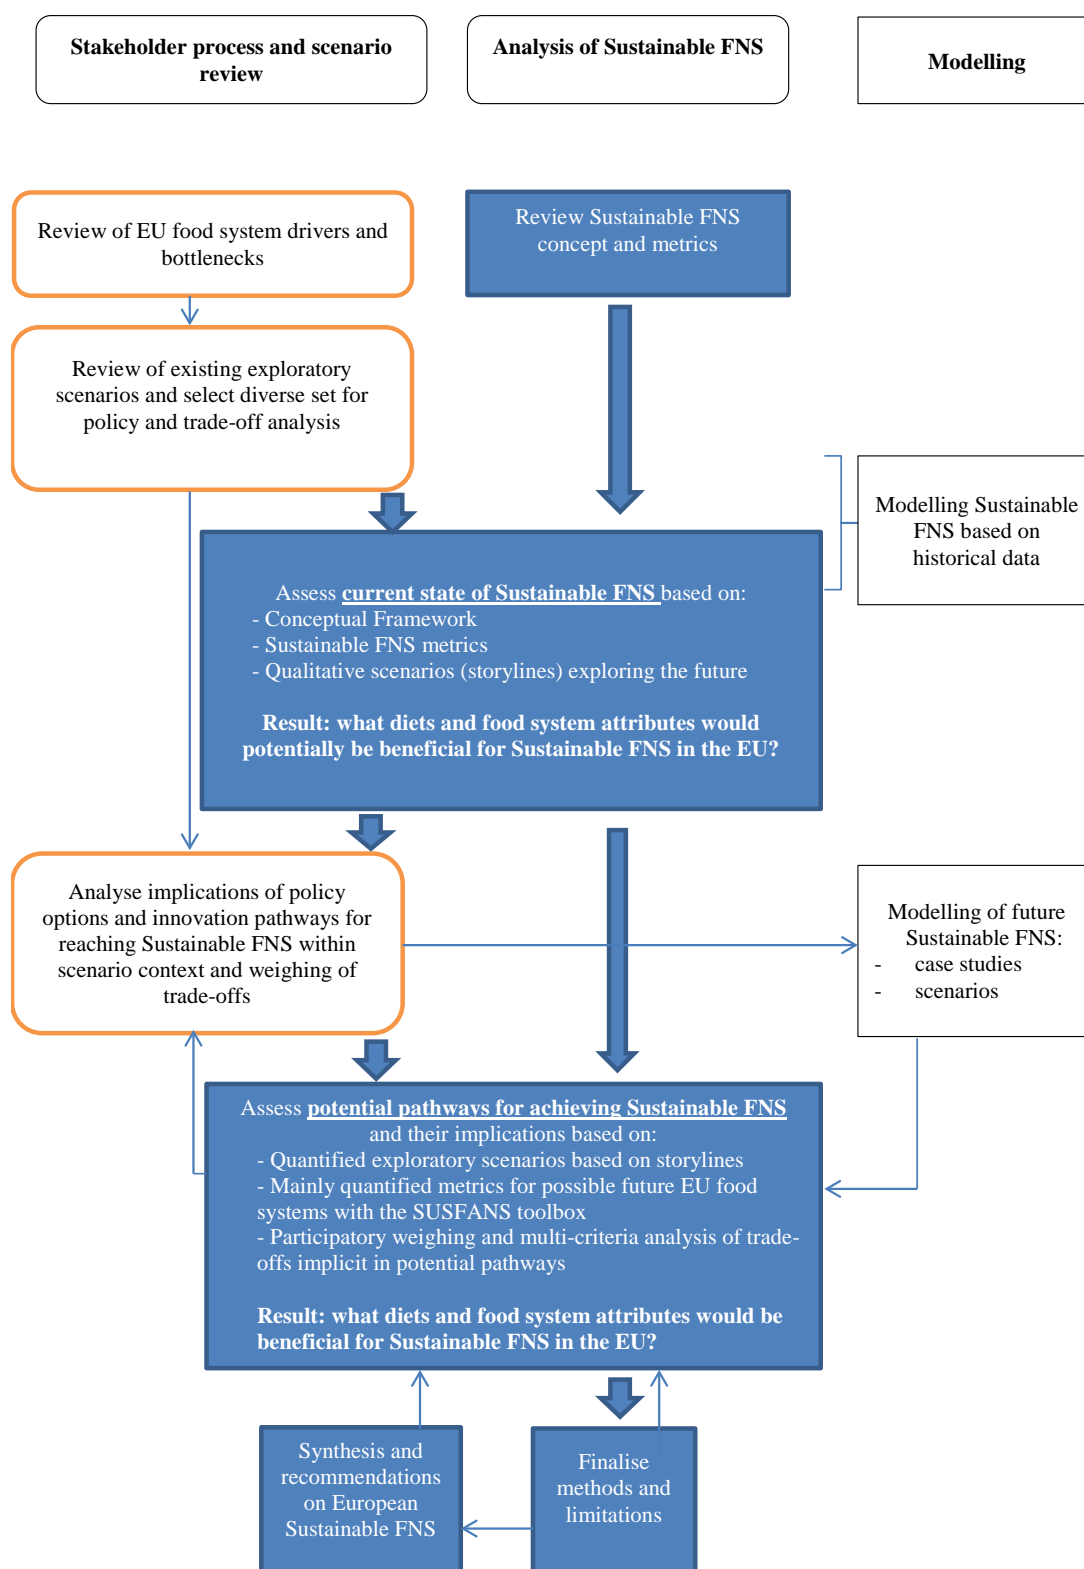 Stakeholder process and scenario
review
Analysis of Sustainable FNS
Modelling
Review of EU food system drivers and
bottlenecks
Review Sustainable FNS
concept and metrics
Review of existing exploratory
scenarios and select diverse set for
policy and trade-off analysis
Modelling Sustainable
FNS based on
historical data
Assess current state of Sustainable FNS based on:
- Conceptual Framework
- Sustainable FNS metrics
- Qualitative scenarios (storylines) exploring the future
Result: what diets and food system attributes would
potentially be beneficial for Sustainable FNS in the EU?
Analyse implications of policy
options and innovation pathways for
reaching Sustainable FNS within
scenario context and weighing of
trade-offs
Modelling of future
Sustainable FNS:
- case studies
- scenarios
Assess potential pathways for achieving Sustainable FNS
and their implications based on:
- Quantified exploratory scenarios based on storylines
- Mainly quantified metrics for possible future EU food
systems with the SUSFANS toolbox
- Participatory weighing and multi-criteria analysis of trade-
offs implicit in potential pathways
Result: what diets and food system attributes would be
beneficial for Sustainable FNS in the EU?
Synthesis and
recommendations
on European
Sustainable FNS
Finalise
methods and
limitations